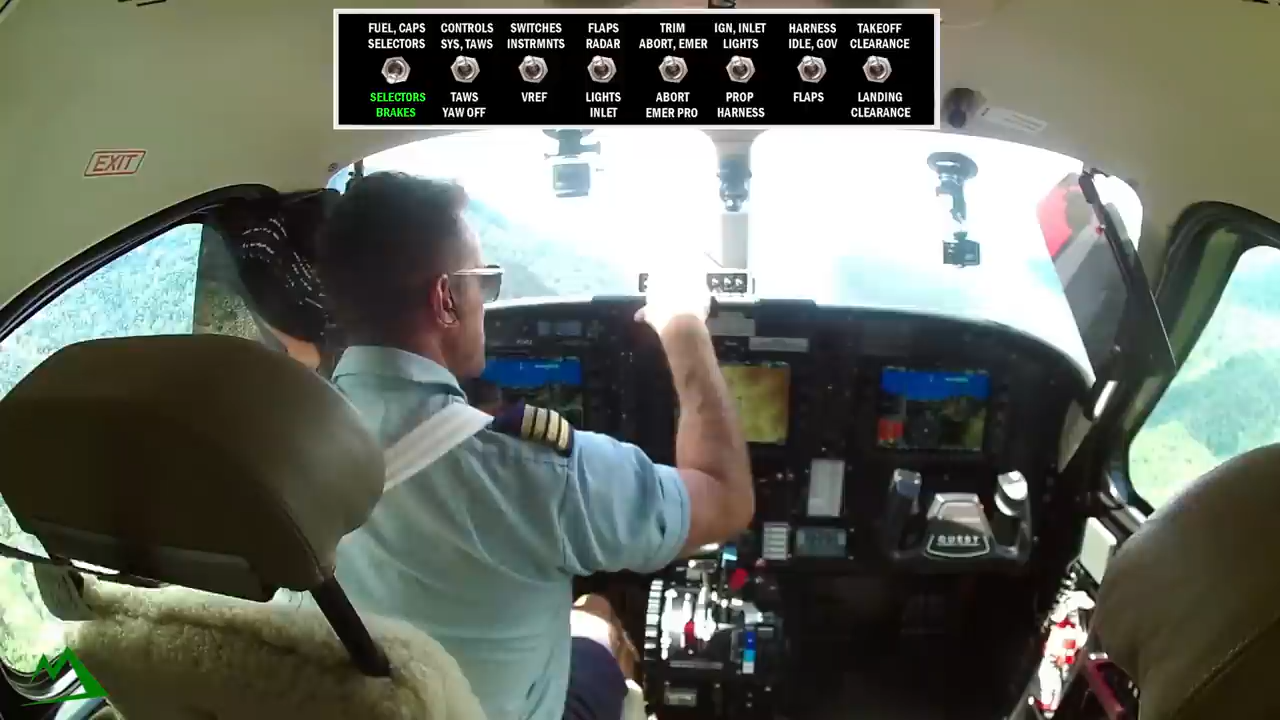 FUEL, CAPS CONTROLS SWITCHES FLAPS TRIM IGN, INLET HARNESS TAKEOFF
SELECTORS SYS, TAWS INSTRMNTS RADAR ABORT, EMER LIGHTS IDLE, GOV CLEARANCE
SELECTORS TAWS VREF LIGHTS ABORT PROP FLAPS LANDING
BRAKES YAW OFF INLET EMER PRO HARNESS CLEARANCE
EXIT
QUEST